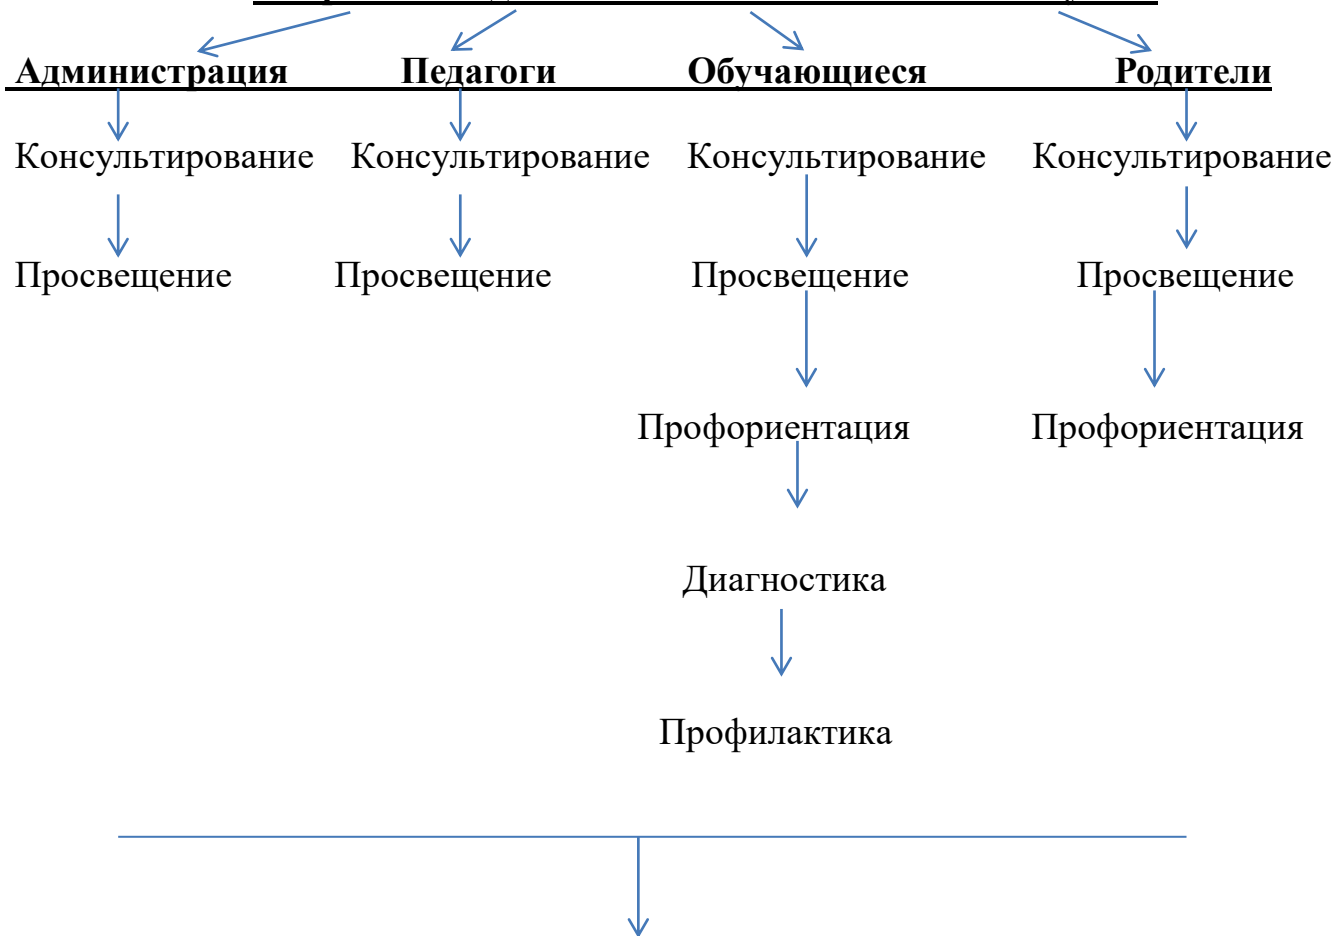 Администрация Педагоги Обучающиеся Родители
Консультирование Консультирование Консультирование Консультирование
Просвещение Просвещение Просвещение Просвещение
Профориентация Профориентация
Диагностика
Профилактика